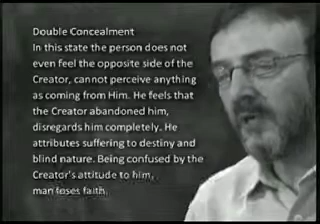 Double Concealment
In this state the person does not
even feel the opposite side of the
Creator, cannot perceive anything
as coming from Him. He feels that
the Creator abandoned him,
disregards him completely. He
attributes suffering to destiny and
blind nature. Being confused by the
Creator's attitude to him,
man loses faith.